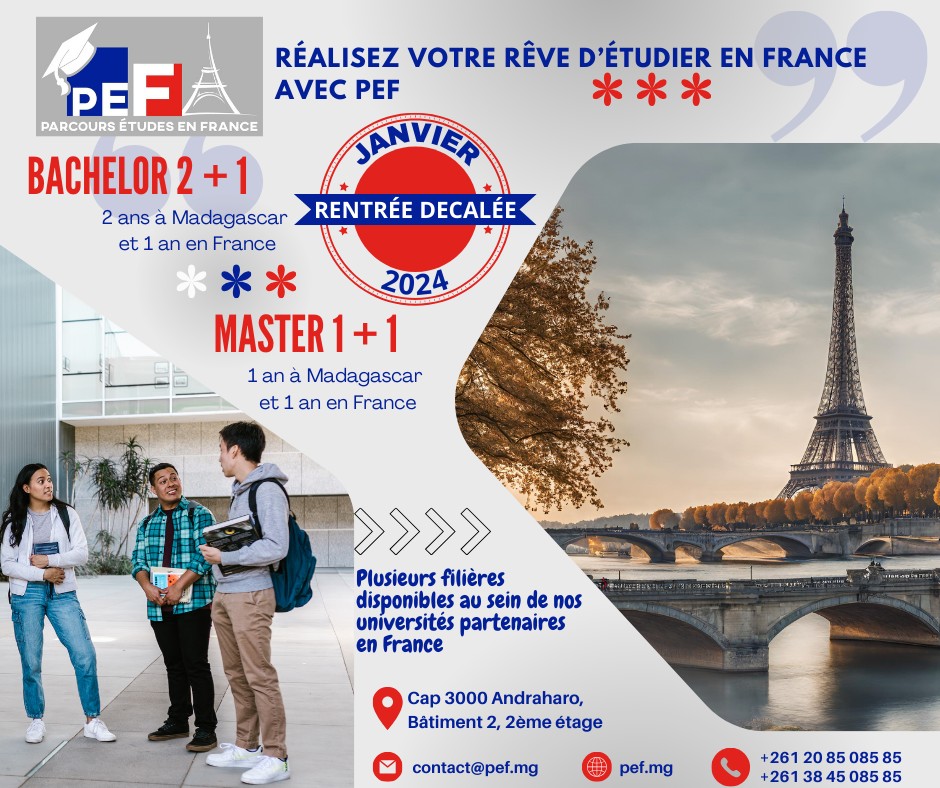 PEF
PARCOURS ÉTUDES EN FRANCE
RÉALISEZ VOTRE RÊVE D'ÉTUDIER EN FRANCE
AVEC PEF
BACHELOR 2 + 1
2 ans à Madagascar
et 1 an en France
JANVIER
RENTRÉE DECALÉE
2024
MASTER 1 + 1
1 an à Madagascar
et 1 an en France
Plusieurs filières
disponibles au sein de nos
universités partenaires
en France
Cap 3000 Andraharo,
Bâtiment 2, 2ème étage
contact@pef.mg
pef.mg
+261 20 85 085 85
+261 38 45 085 85